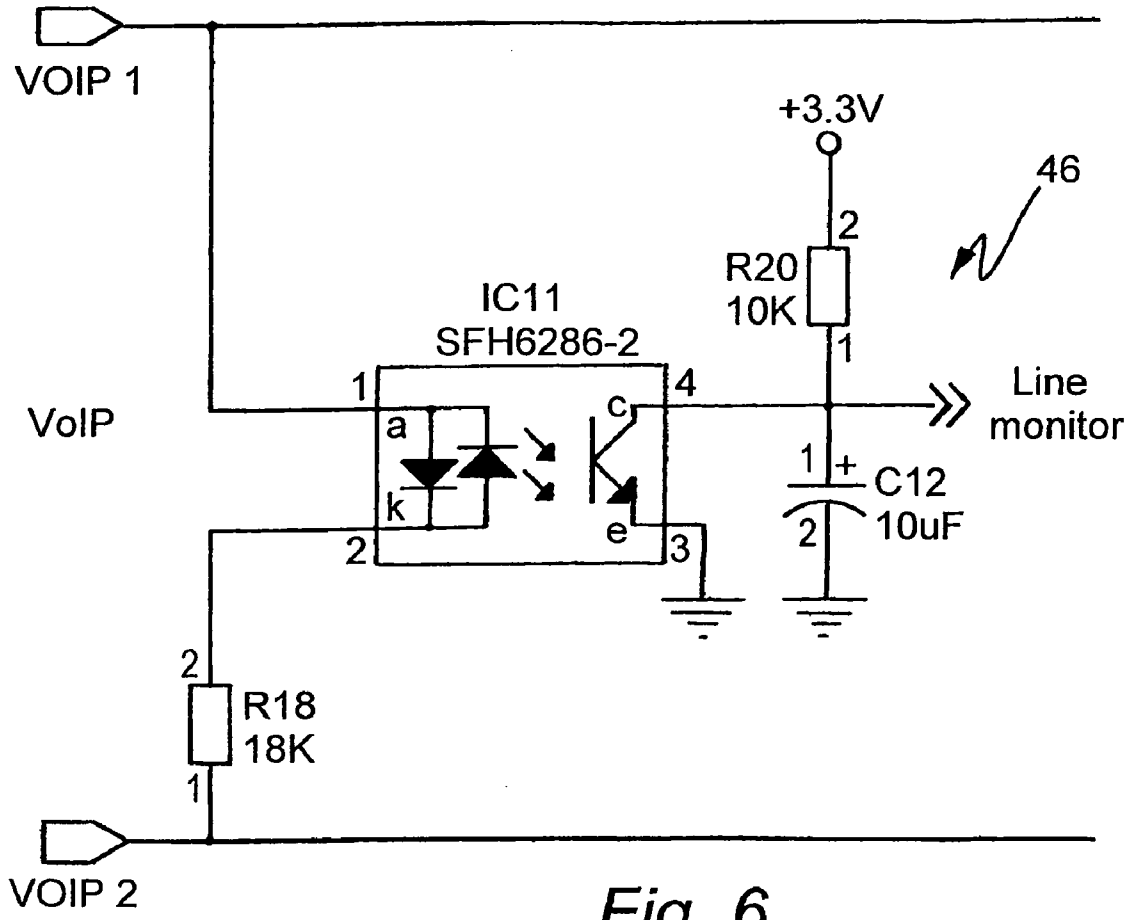 VOIP 1
+3.3V
46
2
R20
10K
1
IC11
SFH6286-2
1
4
a
c
Line
monitor
VoIP
k
e
2
3
1
+
C12
10uF
2
2
R18
18K
1
VOIP 2
Fig. 6